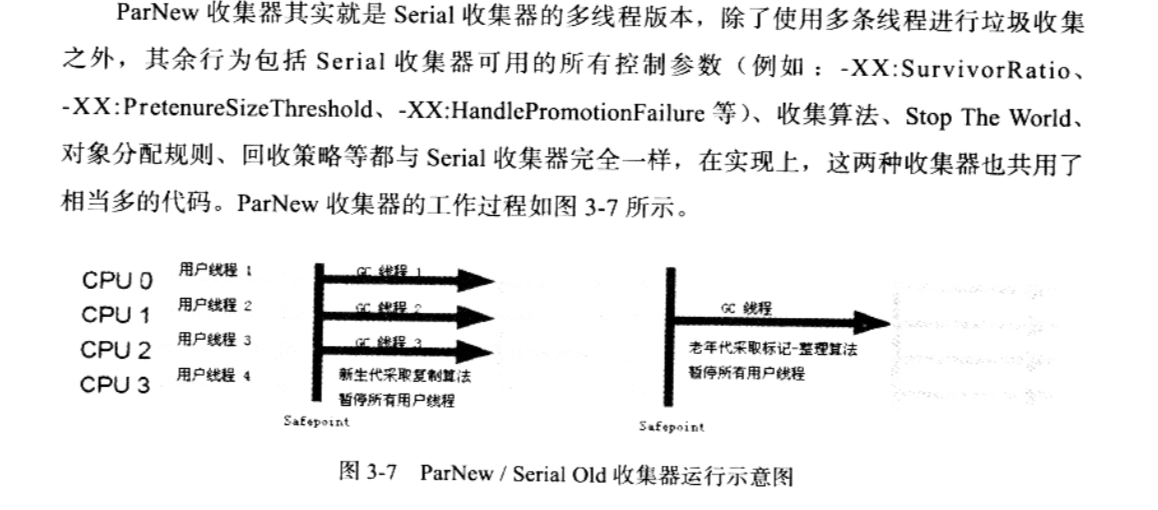 ParNew 收集器其实就是 Serial 收集器的多线程版本，除了使用多条线程进行垃圾收集
之外，其余行为包括 Serial 收集器可用的所有控制参数（例如：-XX:SurvivorRatio、
-XX:PretenureSizeThreshold、-XX:HandlePromotionFailure 等）、收集算法、Stop The World、
对象分配规则、回收策略等都与 Serial 收集器完全一样，在实现上，这两种收集器也共用了
相当多的代码。ParNew 收集器的工作过程如图 3-7 所示。
CPU 0 用户线程 1 GC 线程 1
CPU 1 用户线程 2 GC 线程 2
CPU 2 用户线程 3 GC 线程 3
CPU 3 用户线程 4
新生代采取复制算法
暂停所有用户线程
Safepoint
GC 线程
老年代采取标记-整理算法
暂停所有用户线程
Safepoint
图 3-7 ParNew / Serial Old 收集器运行示意图